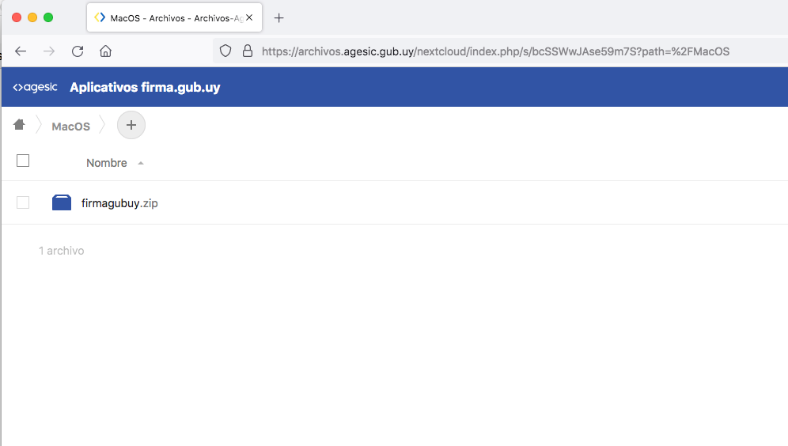 MacOS - Archivos - Archivos-Ag
https://archivos.agesic.gub.uy/nextcloud/index.php/s/bcSSWwJAse59m7S?path=%2FMacOS
agesic Aplicativos firma.gub.uy
MacOS
Nombre
firmagubuy.zip
1 archivo